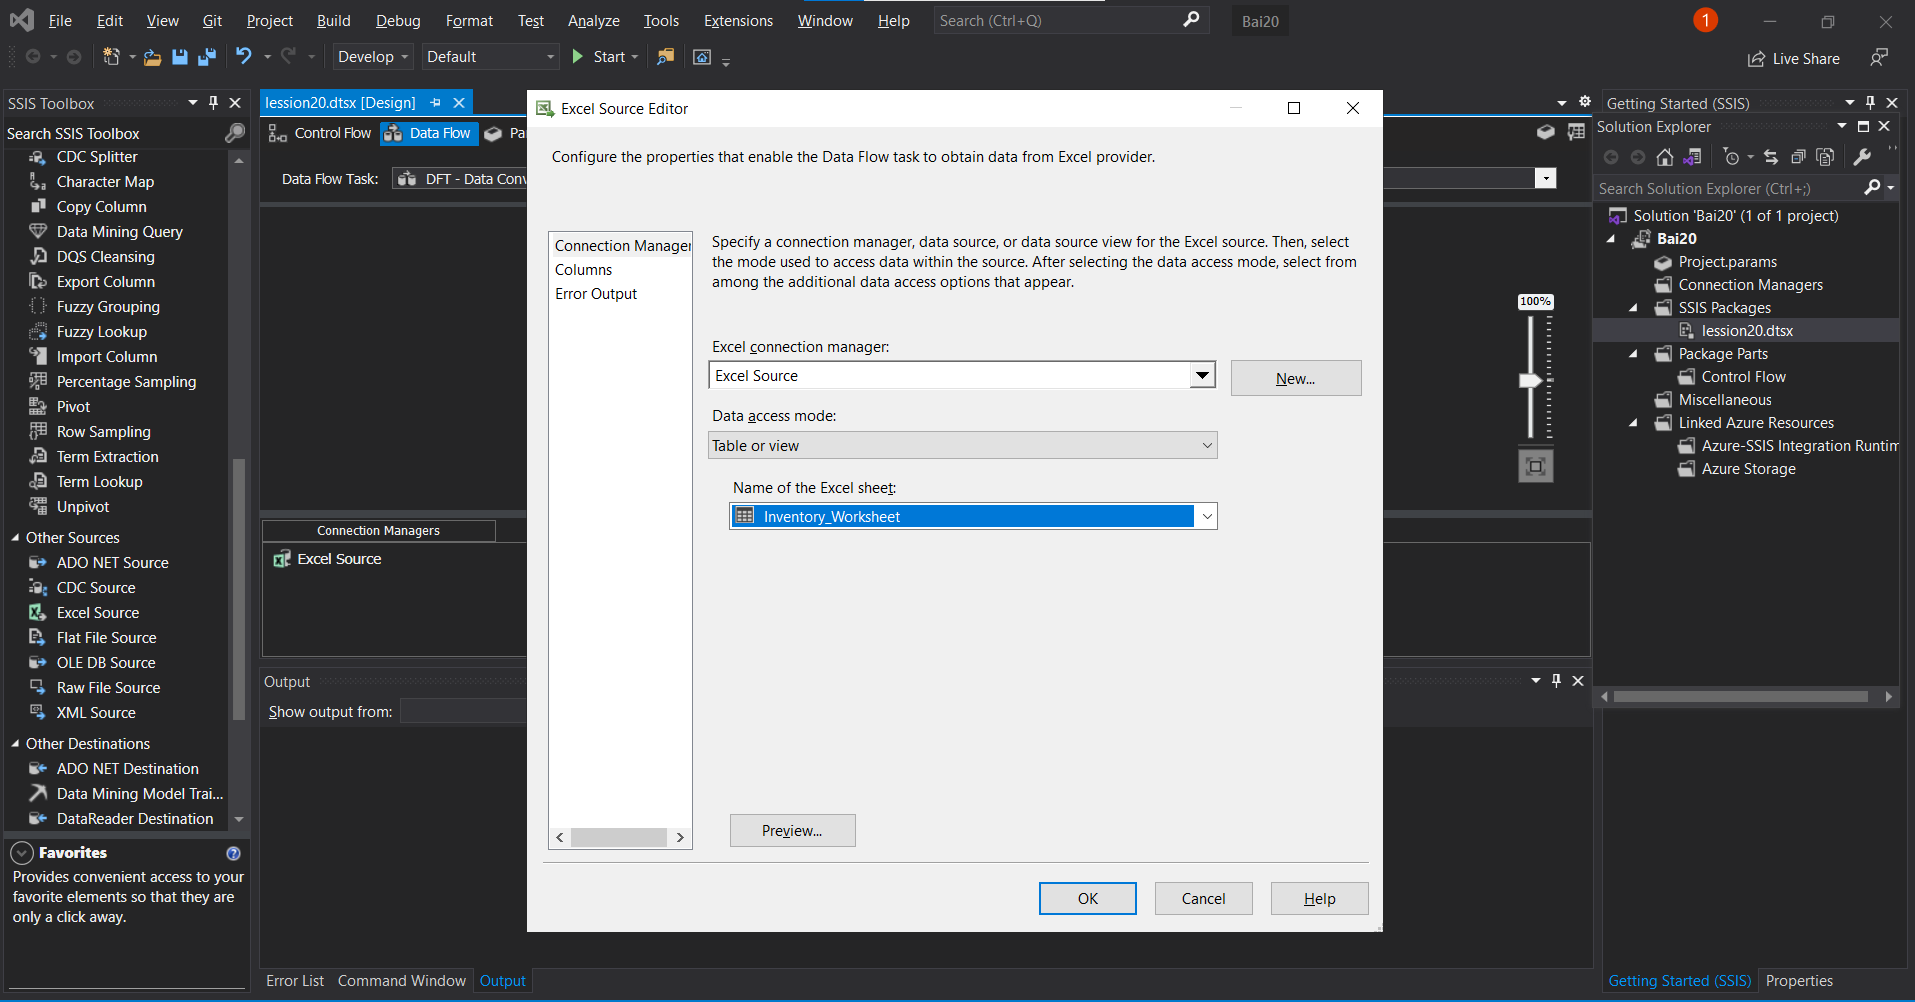 File Edit View Git Project Build Debug Format Test Analyze Tools Extensions Window Help Search (Ctrl+Q) Bai20 1
Develop Default Start Live Share
SSIS Toolbox
Search SSIS Toolbox
CDC Splitter
Character Map
Copy Column
Data Mining Query
DQS Cleansing
Export Column
Fuzzy Grouping
Fuzzy Lookup
Import Column
Percentage Sampling
Pivot
Row Sampling
Term Extraction
Term Lookup
Unpivot
Other Sources
ADO NET Source
CDC Source
Excel Source
Flat File Source
OLE DB Source
Raw File Source
XML Source
Other Destinations
ADO NET Destination
Data Mining Model Trai...
DataReader Destination
Favorites
Provides convenient access to your
favorite elements so that they are
only a click away.
lession20.dtsx [Design]
Control Flow Data Flow Pa
Data Flow Task: DFT - Data Conv
Connection Managers
Excel Source
Output
Show output from:
Error List Command Window Output
Excel Source Editor
Configure the properties that enable the Data Flow task to obtain data from Excel provider.
Connection Manager
Columns
Error Output
Specify a connection manager, data source, or data source view for the Excel source. Then, select
the mode used to access data within the source. After selecting the data access mode, select from
among the additional data access options that appear.
Excel connection manager:
Excel Source New...
Data access mode:
Table or view
Name of the Excel sheet:
Inventory_Worksheet
Preview...
OK Cancel Help
100%
Getting Started (SSIS)
Solution Explorer
Search Solution Explorer (Ctrl+;)
Solution 'Bai20' (1 of 1 project)
Bai20
Project.params
Connection Managers
SSIS Packages
lession20.dtsx
Package Parts
Control Flow
Miscellaneous
Linked Azure Resources
Azure-SSIS Integration Runtim
Azure Storage
Getting Started (SSIS) Properties